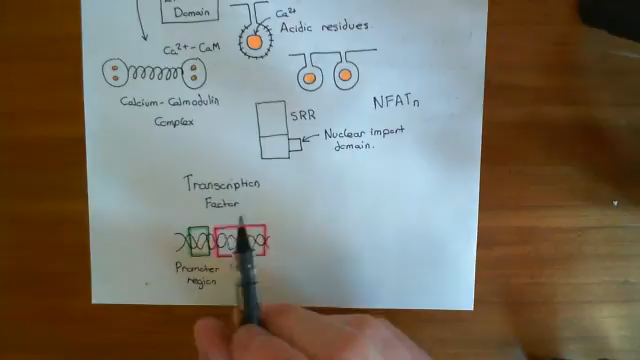 Domain
Ca²⁺
Acidic residues.
Ca²⁺-CaM
Calcium-Calmodulin
Complex
NFATn
SRR
Nuclear import
domain.
Transcription
Factor
Promoter
region